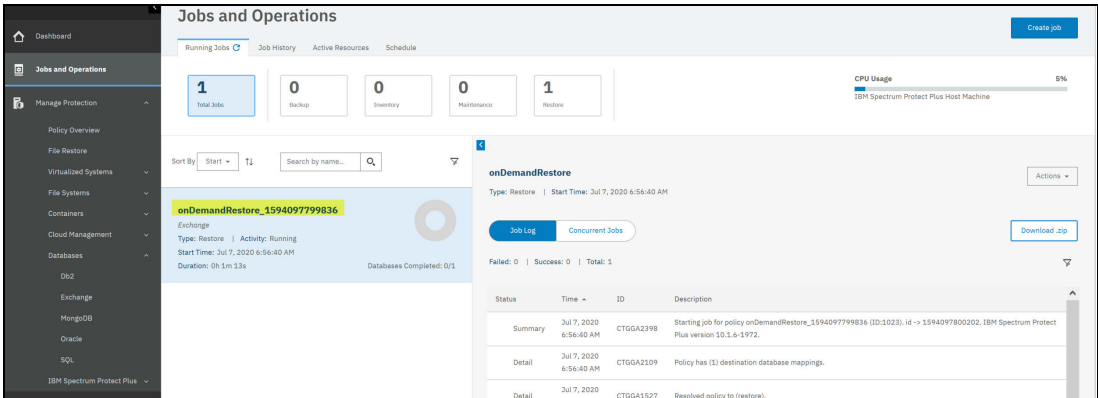 Jobs and Operations
Create job
Dashboard
Jobs and Operations
Manage Protection
Policy Overview
File Restore
Virtualized Systems
File Systems
Containers
Cloud Management
Databases
Db2
Exchange
MongoDB
Oracle
SQL
IBM Spectrum Protect Plus
Running Jobs Job History Active Resources Schedule
1 0 0 0 1
Total Jobs Backup Inventory Maintenance Restore
CPU Usage 5%
IBM Spectrum Protect Plus Host Machine
Sort By Start Search by name...
onDemandRestore_1594097799836
Exchange
Type: Restore | Activity: Running
Start Time: Jul 7, 2020 6:56:40 AM
Duration: 0h 1m 13s Databases Completed: 0/1
onDemandRestore
Actions
Type: Restore | Start Time: Jul 7, 2020 6:56:40 AM
Job Log Concurrent Jobs Download .zip
Failed: 0 | Success: 0 | Total: 1
Status Time ID Description
Summary Jul 7, 2020 6:56:40 AM CTGGA2398 Starting job for policy onDemandRestore_1594097799836 (ID:1023). id -> 1594097800202. IBM Spectrum Protect
Plus version 10.1.6-1972.
Detail Jul 7, 2020 6:56:40 AM CTGGA2109 Policy has (1) destination database mappings.
Detail Jul 7, 2020 CTGGA1527 Resolved policy to (restore).